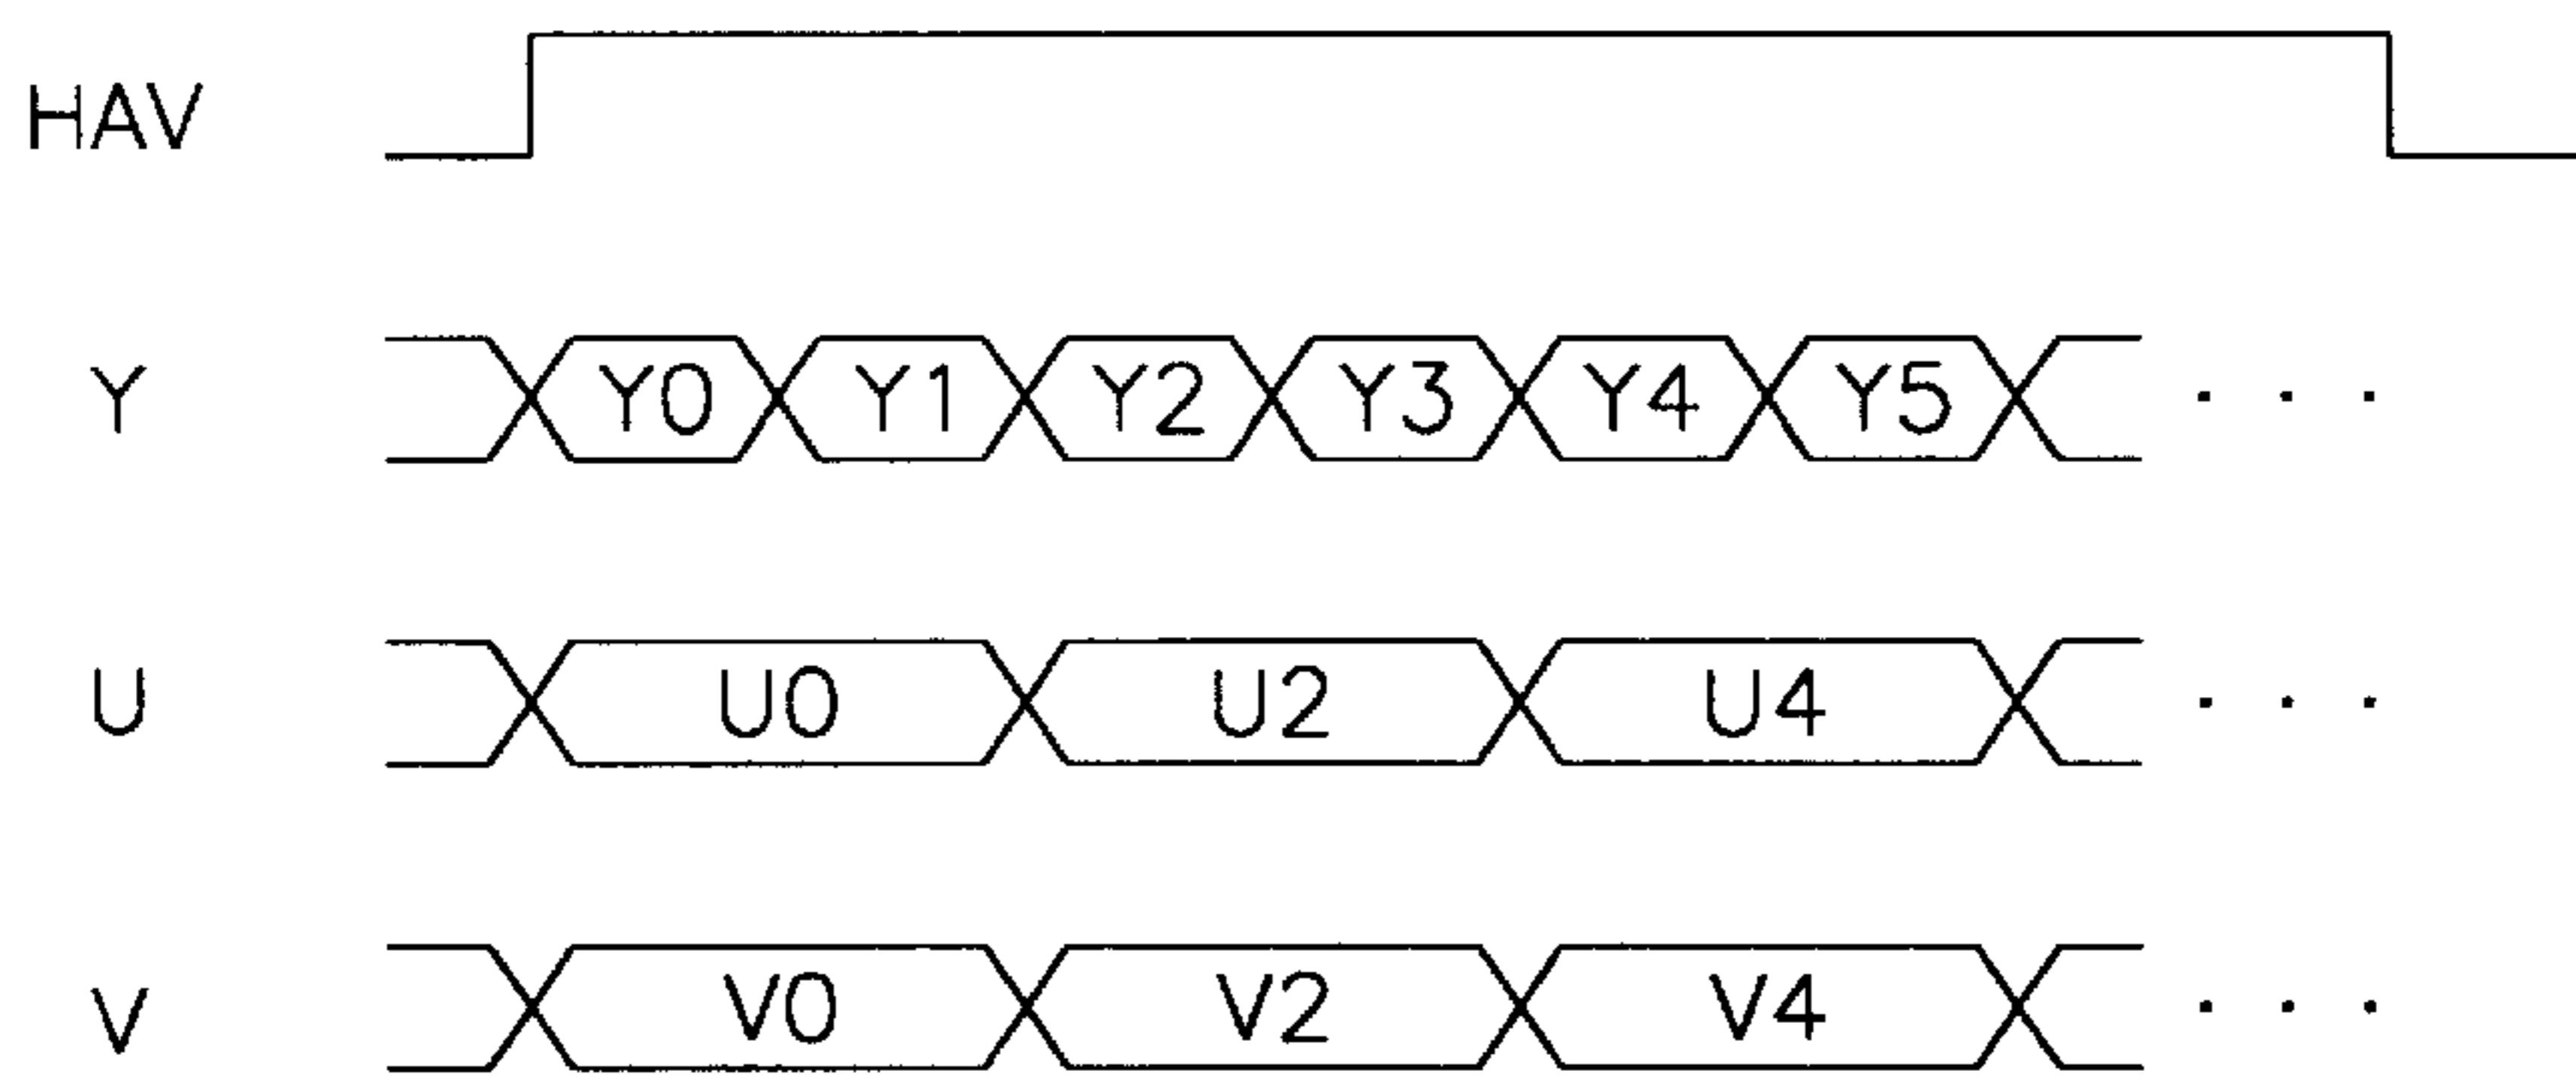 HAV
Y Y0 Y1 Y2 Y3 Y4 Y5 . . .
U U0 U2 U4 . . .
V V0 V2 V4 . . .